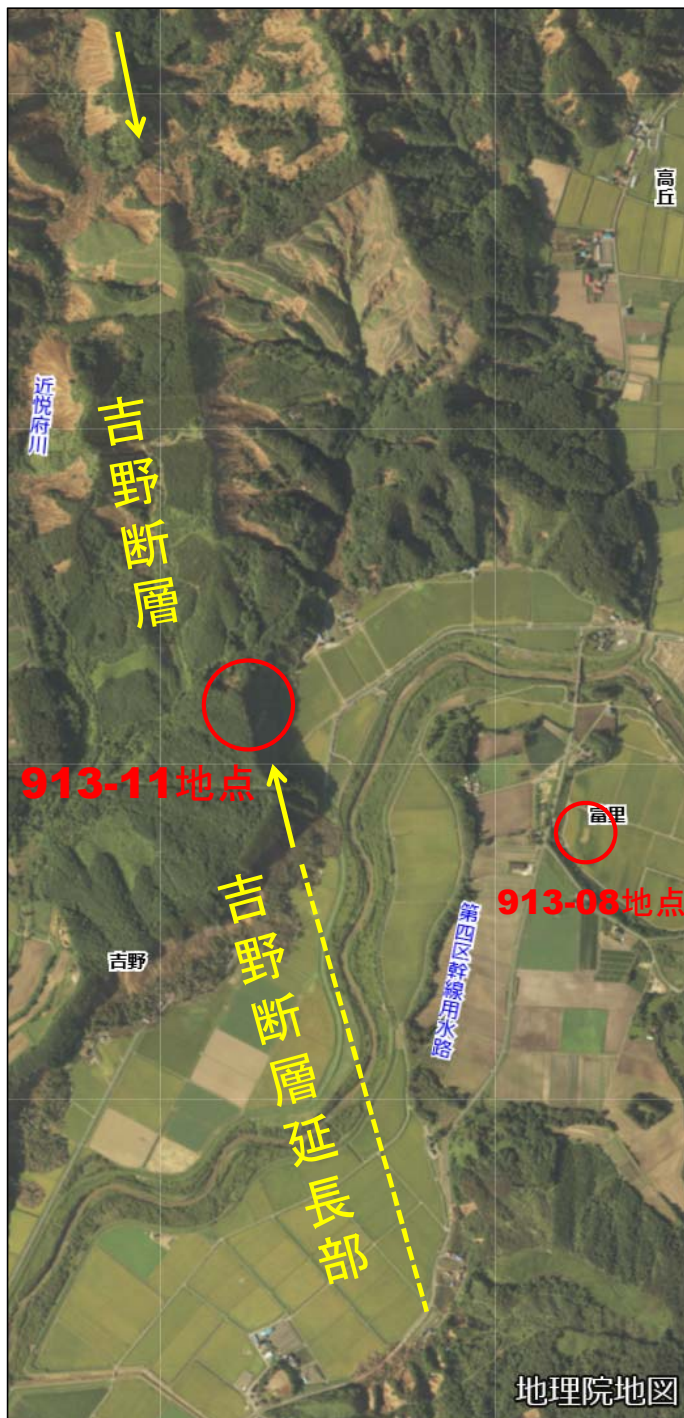 高丘
近悦府川
吉野断層
913-11地点
富里
913-08地点
吉野断層延長部
第四区幹線用水路
吉野
地理院地図